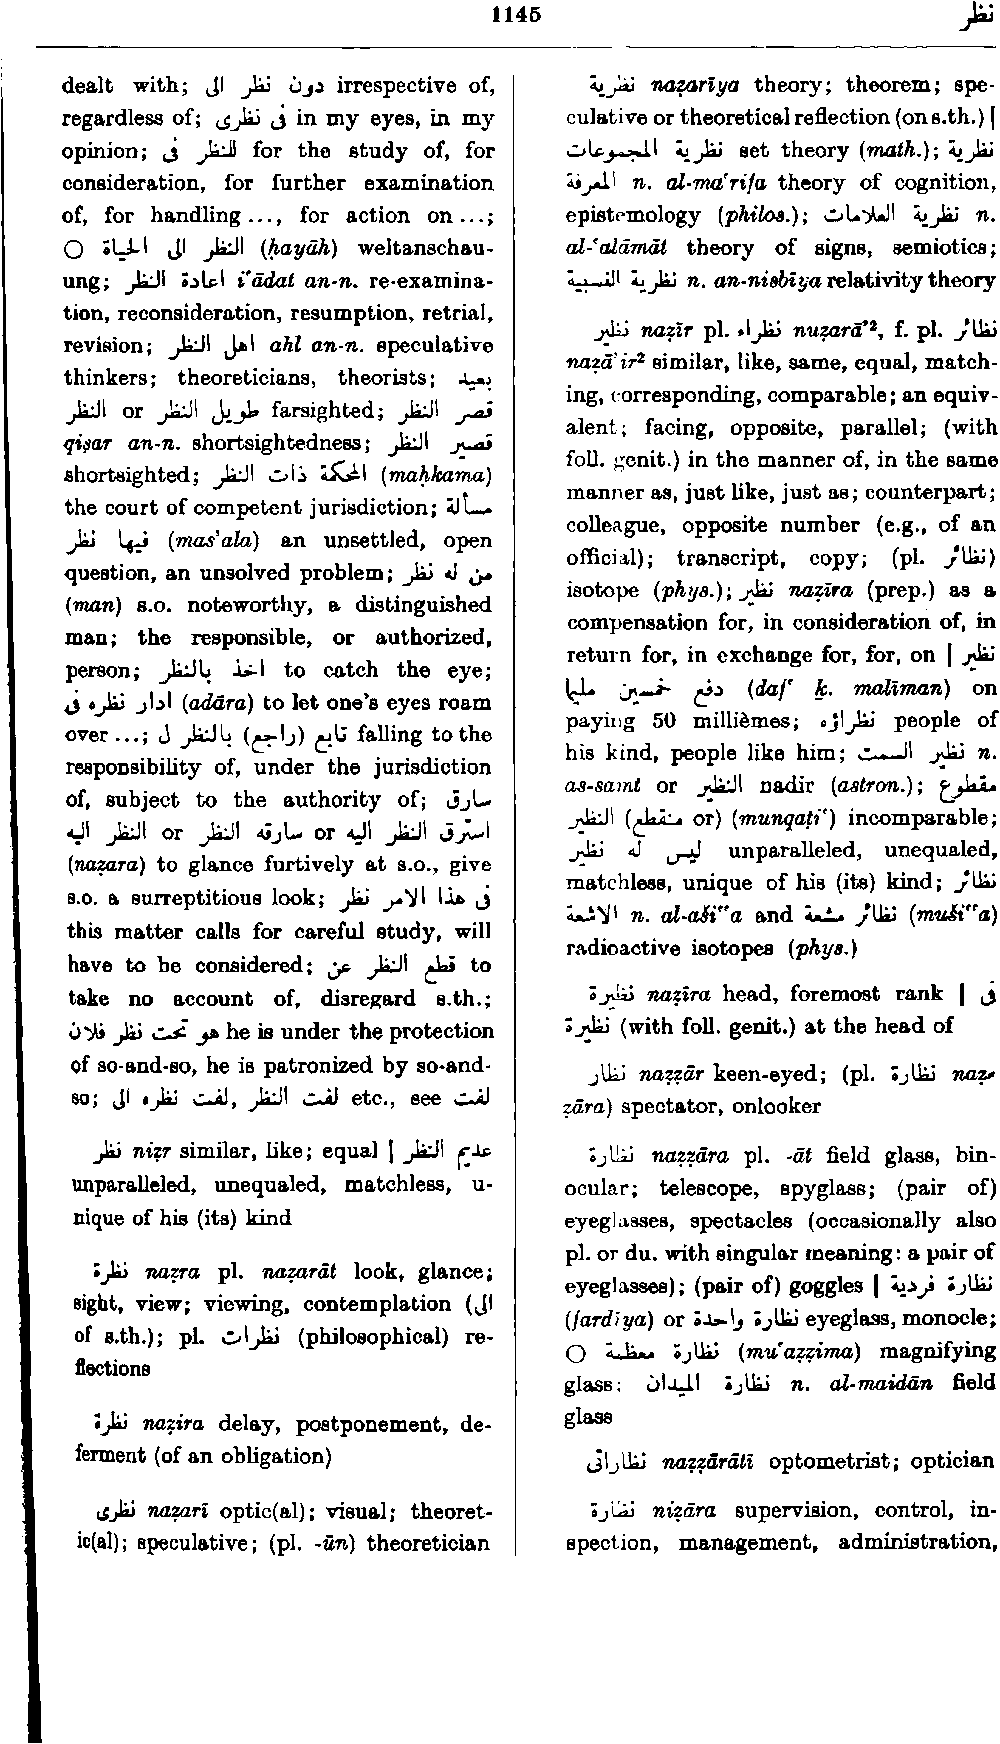 1145
نظر
dealt with; دون نظر الى irrespective of,
regardless of; فى نظرى in my eyes, in my
opinion; للنظر فى for the study of, for
consideration, for further examination
of, for handling ..., for action on ...;
○ النظر الى الحياة (ḥayāh) weltanschau-
ung; اعادة النظر i‘ādat an-n. re-examina-
tion, reconsideration, resumption, retrial,
revision; اهل النظر ahl an-n. speculative
thinkers; theoreticians, theorists; بعيد
النظر or طويل النظر farsighted; قصر النظر
qiṣar an-n. shortsightedness; قصير النظر
shortsighted; المحكمة ذات النظر (maḥkama)
the court of competent jurisdiction; مسألة
فيها نظر (mas’ala) an unsettled, open
question, an unsolved problem; من له نظر
(man) s.o. noteworthy, a distinguished
man; the responsible, or authorized,
person; اخذ بالنظر to catch the eye;
ادار نظره فى (adāra) to let one’s eyes roam
over ...; تابع (راجع) بالنظر ل falling to the
responsibility of, under the jurisdiction
of, subject to the authority of; سارق
النظر اليه or سارقه النظر or استرق النظر اليه
(naẓara) to glance furtively at s.o., give
s.o. a surreptitious look; فى هذا الامر نظر
this matter calls for careful study, will
have to be considered; قطع النظر عن to
take no account of, disregard s.th.;
هو تحت نظر فلان he is under the protection
of so-and-so, he is patronized by so-and-
so; لفت النظر, لفت نظره الى etc., see لفت
نظر niẓr similar, like; equal | عديم النظر
unparalleled, unequaled, matchless, u-
nique of his (its) kind
نظرة naẓra pl. naẓarāt look, glance;
sight, view; viewing, contemplation (الى
of s.th.); pl. نظرات (philosophical) re-
flections
نظرة naẓira delay, postponement, de-
ferment (of an obligation)
نظرى naẓarī optic(al); visual; theoret-
ic(al); speculative; (pl. -ūn) theoretician
نظرية naẓarīya theory; theorem; spe-
culative or theoretical reflection (on s.th.) |
نظرية المجموعات set theory (math.); نظرية
المعرفة n. al-ma‘rifa theory of cognition,
epistemology (philos.); نظرية العلامات n.
al-‘alāmāt theory of signs, semiotics;
نظرية النسبية n. an-nisbīya relativity theory
نظير naẓīr pl. نظراء nuẓarā’², f. pl. نظائر
naẓā’ir² similar, like, same, equal, match-
ing, corresponding, comparable; an equiv-
alent; facing, opposite, parallel; (with
foll. genit.) in the manner of, in the same
manner as, just like, just as; counterpart;
colleague, opposite number (e.g., of an
official); transcript, copy; (pl. نظائر)
isotope (phys.); نظير naẓīra (prep.) as a
compensation for, in consideration of, in
return for, in exchange for, for, on | نظير
دفع خمسين مليما (daf‘ ḵ. malīman) on
paying 50 millièmes; نظراؤه people of
his kind, people like him; نظير السمت n.
as-samt or النظير nadir (astron.); مقطوع
النظير (منقطع or) (munqaṭi‘) incomparable;
ليس له نظير unparalleled, unequaled,
matchless, unique of his (its) kind; نظائر
الاشعة n. al-aši‘‘a and نظائر مشعة (muši‘‘a)
radioactive isotopes (phys.)
نظيرة naẓīra head, foremost rank | فى
نظيرة (with foll. genit.) at the head of
نظار naẓẓār keen-eyed; (pl. نظارة naẓ-
ẓāra) spectator, onlooker
نظارة naẓẓāra pl. -āt field glass, bin-
ocular; telescope, spyglass; (pair of)
eyeglasses, spectacles (occasionally also
pl. or du. with singular meaning: a pair of
eyeglasses); (pair of) goggles | نظارة فردية
(fardīya) or نظارة واحدة eyeglass, monocle;
○ نظارة معظمة (mu‘aẓẓima) magnifying
glass; نظارة الميدان n. al-maidān field
glass
نظاراتى naẓẓārātī optometrist; optician
نظارة niẓāra supervision, control, in-
spection, management, administration,